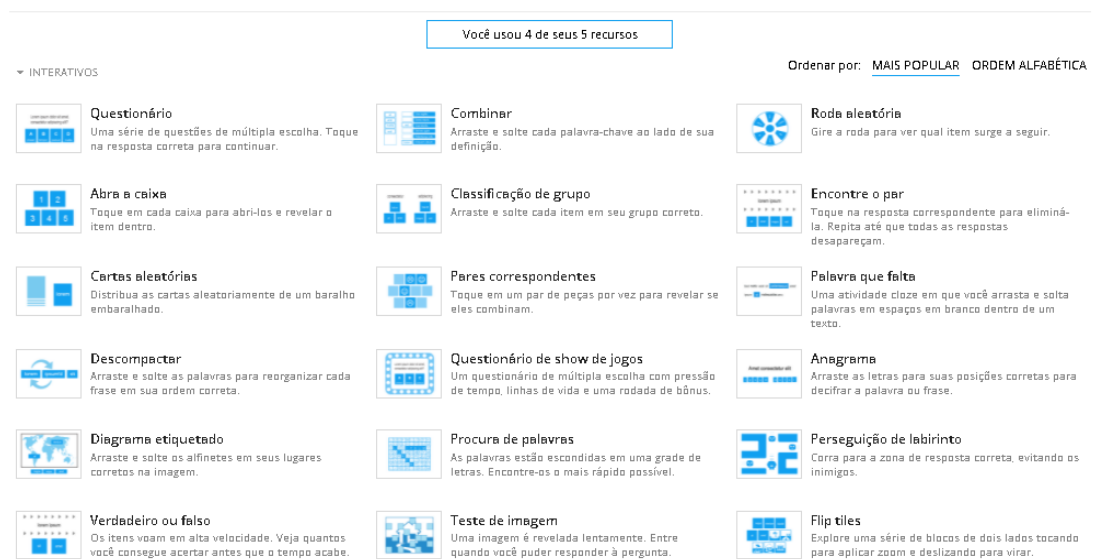 Você usou 4 de seus 5 recursos
Ordenar por: MAIS POPULAR ORDEM ALFABÉTICA
INTERATIVOS
Questionário
Uma série de questões de múltipla escolha. Toque
na resposta correta para continuar.
Combinar
Arraste e solte cada palavra-chave ao lado de sua
definição.
Roda aleatória
Gire a roda para ver qual item surge a seguir.
Abra a caixa
Toque em cada caixa para abri-los e revelar o
item dentro.
Classificação de grupo
Arraste e solte cada item em seu grupo correto.
Encontre o par
Toque na resposta correspondente para eliminá-
la. Repita até que todas as respostas
desapareçam.
Cartas aleatórias
Distribua as cartas aleatoriamente de um baralho
embaralhado.
Pares correspondentes
Toque em um par de peças por vez para revelar se
eles combinam.
Palavra que falta
Uma atividade cloze em que você arrasta e solta
palavras em espaços em branco dentro de um
texto.
Descompactar
Arraste e solte as palavras para reorganizar cada
frase em sua ordem correta.
Questionário de show de jogos
Um questionário de múltipla escolha com pressão
de tempo, linhas de vida e uma rodada de bônus.
Anagrama
Arraste as letras para suas posições corretas para
decifrar a palavra ou frase.
Diagrama etiquetado
Arraste e solte os alfinetes em seus lugares
corretos na imagem.
Procura de palavras
As palavras estão escondidas em uma grade de
letras. Encontre-os o mais rápido possível.
Perseguição de labirinto
Corra para a zona de resposta correta, evitando os
inimigos.
Verdadeiro ou falso
Os itens voam em alta velocidade. Veja quantos
você consegue acertar antes que o tempo acabe.
Teste de imagem
Uma imagem é revelada lentamente. Entre
quando você puder responder à pergunta.
Flip tiles
Explore uma série de blocos de dois lados tocando
para aplicar zoom e deslizando para virar.